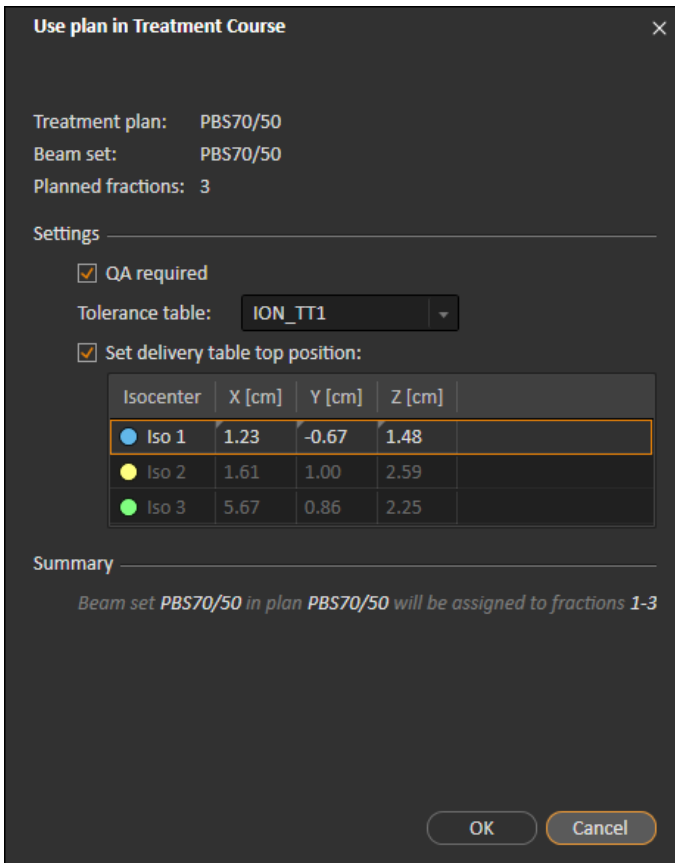 Use plan in Treatment Course
Treatment plan: PBS70/50
Beam set: PBS70/50
Planned fractions: 3
Settings
QA required
Tolerance table: ION_TT1
Set delivery table top position:
Isocenter X [cm] Y [cm] Z [cm]
Iso 1 1.23 -0.67 1.48
Iso 2 1.61 1.00 2.59
Iso 3 5.67 0.86 2.25
Summary
Beam set PBS70/50 in plan PBS70/50 will be assigned to fractions 1-3
OK Cancel